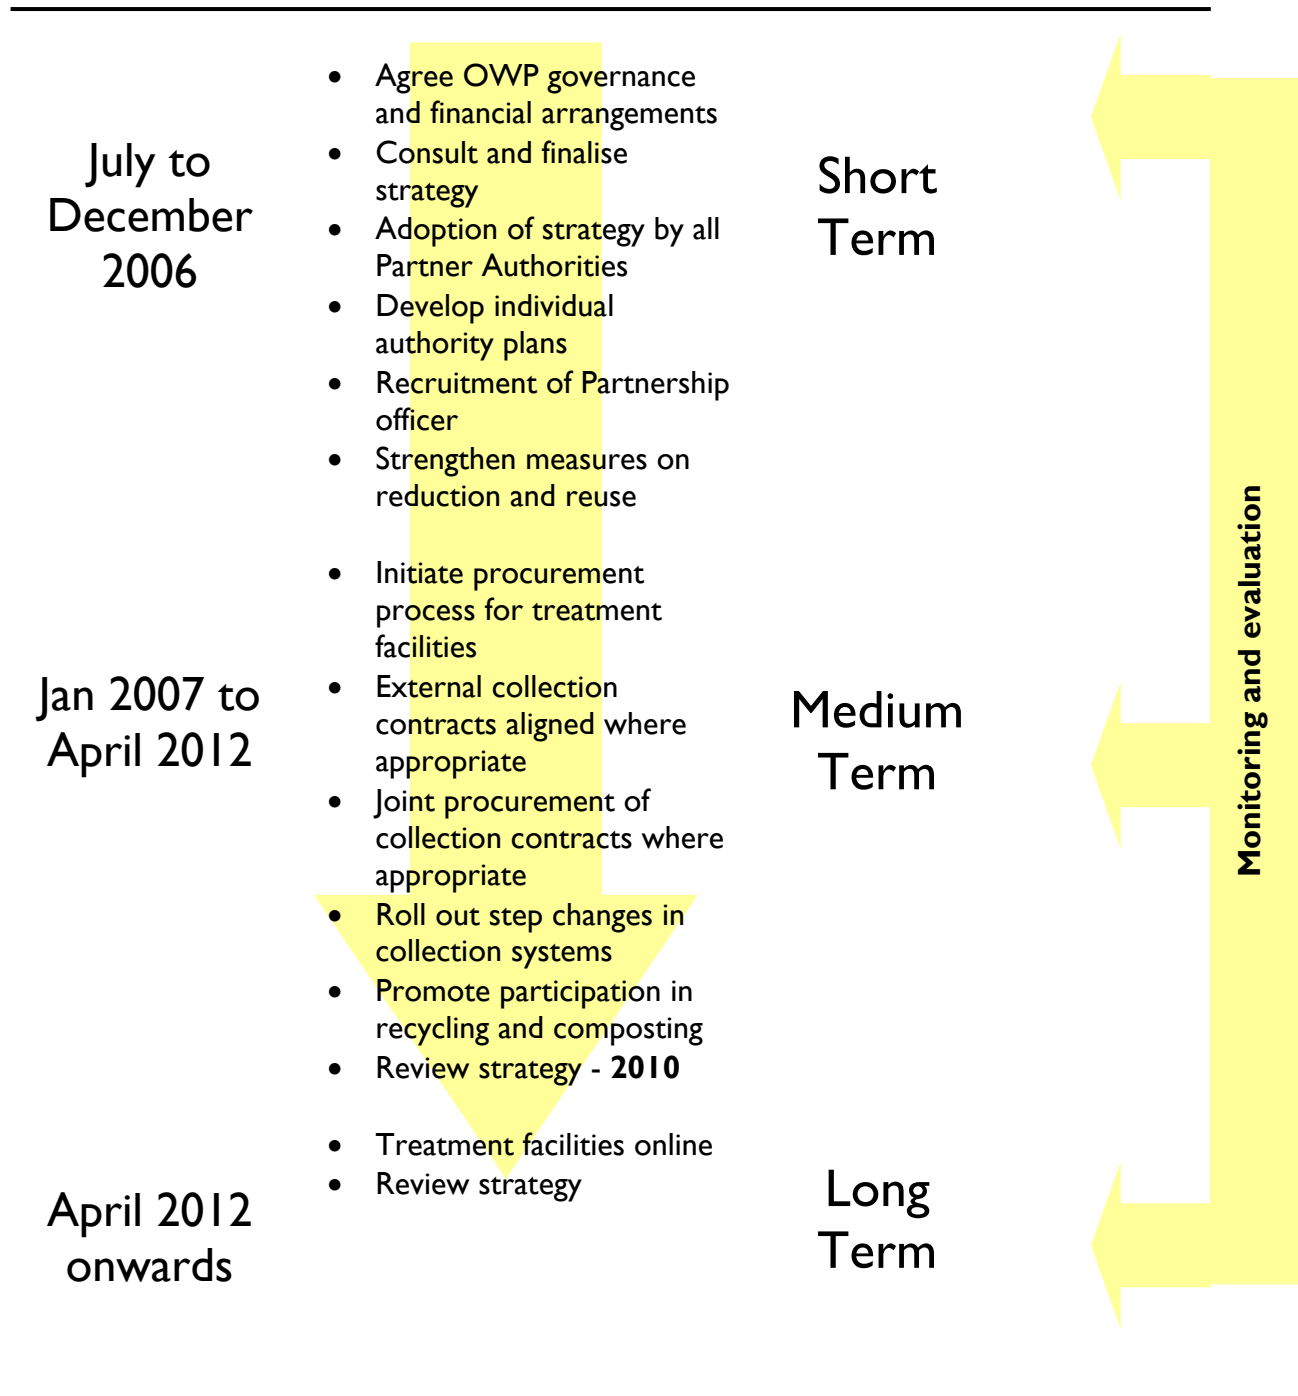 July to
December
2006
• Agree OWP governance
and financial arrangements
• Consult and finalise
strategy
• Adoption of strategy by all
Partner Authorities
• Develop individual
authority plans
• Recruitment of Partnership
officer
• Strengthen measures on
reduction and reuse
Short
Term
Jan 2007 to
April 2012
• Initiate procurement
process for treatment
facilities
• External collection
contracts aligned where
appropriate
• Joint procurement of
collection contracts where
appropriate
• Roll out step changes in
collection systems
• Promote participation in
recycling and composting
• Review strategy - 2010
Medium
Term
April 2012
onwards
• Treatment facilities online
• Review strategy
Long
Term
Monitoring and evaluation